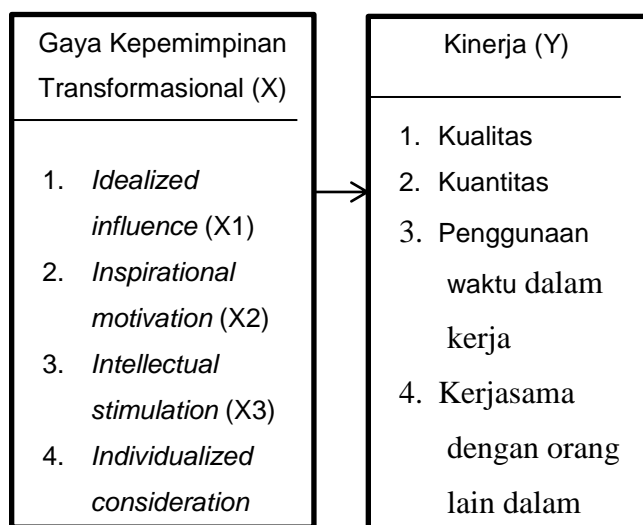 Gaya Kepemimpinan
Transformasional (X)
1. Idealized
influence (X1)
2. Inspirational
motivation (X2)
3. Intellectual
stimulation (X3)
4. Individualized
consideration
Kinerja (Y)
1. Kualitas
2. Kuantitas
3. Penggunaan
waktu dalam
kerja
4. Kerjasama
dengan orang
lain dalam